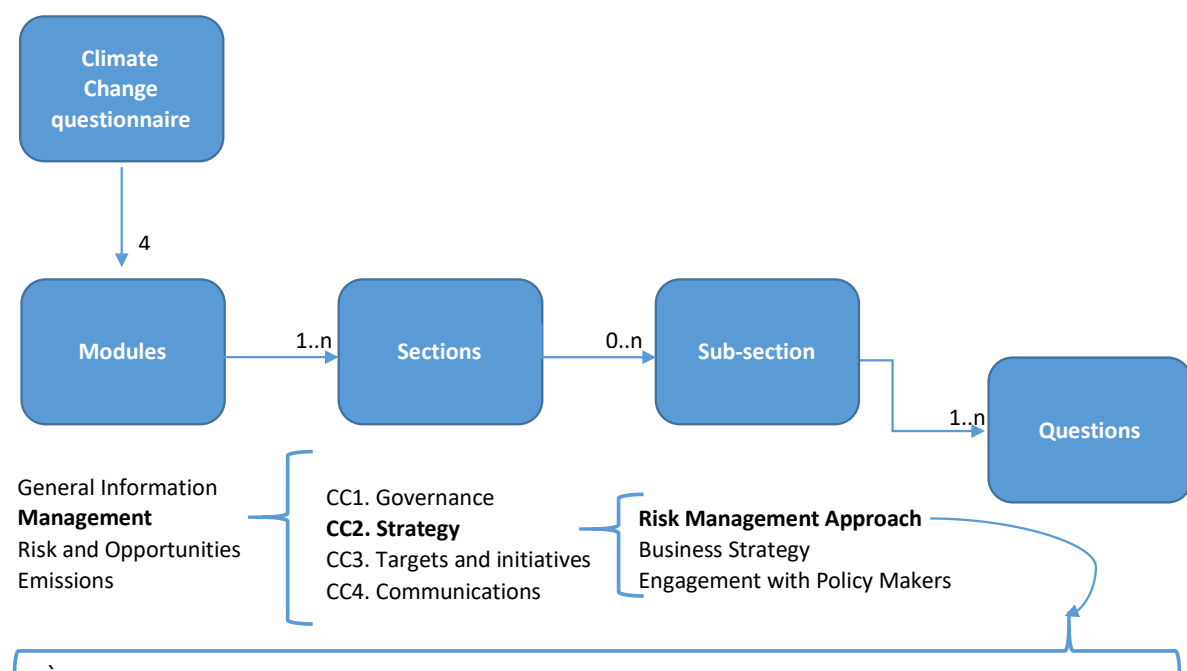 Climate
Change
questionnaire
4
Modules
1..n
Sections
0..n
Sub-section
1..n
Questions
General Information
Management
Risk and Opportunities
Emissions
CC1. Governance
CC2. Strategy
CC3. Targets and initiatives
CC4. Communications
Risk Management Approach
Business Strategy
Engagement with Policy Makers